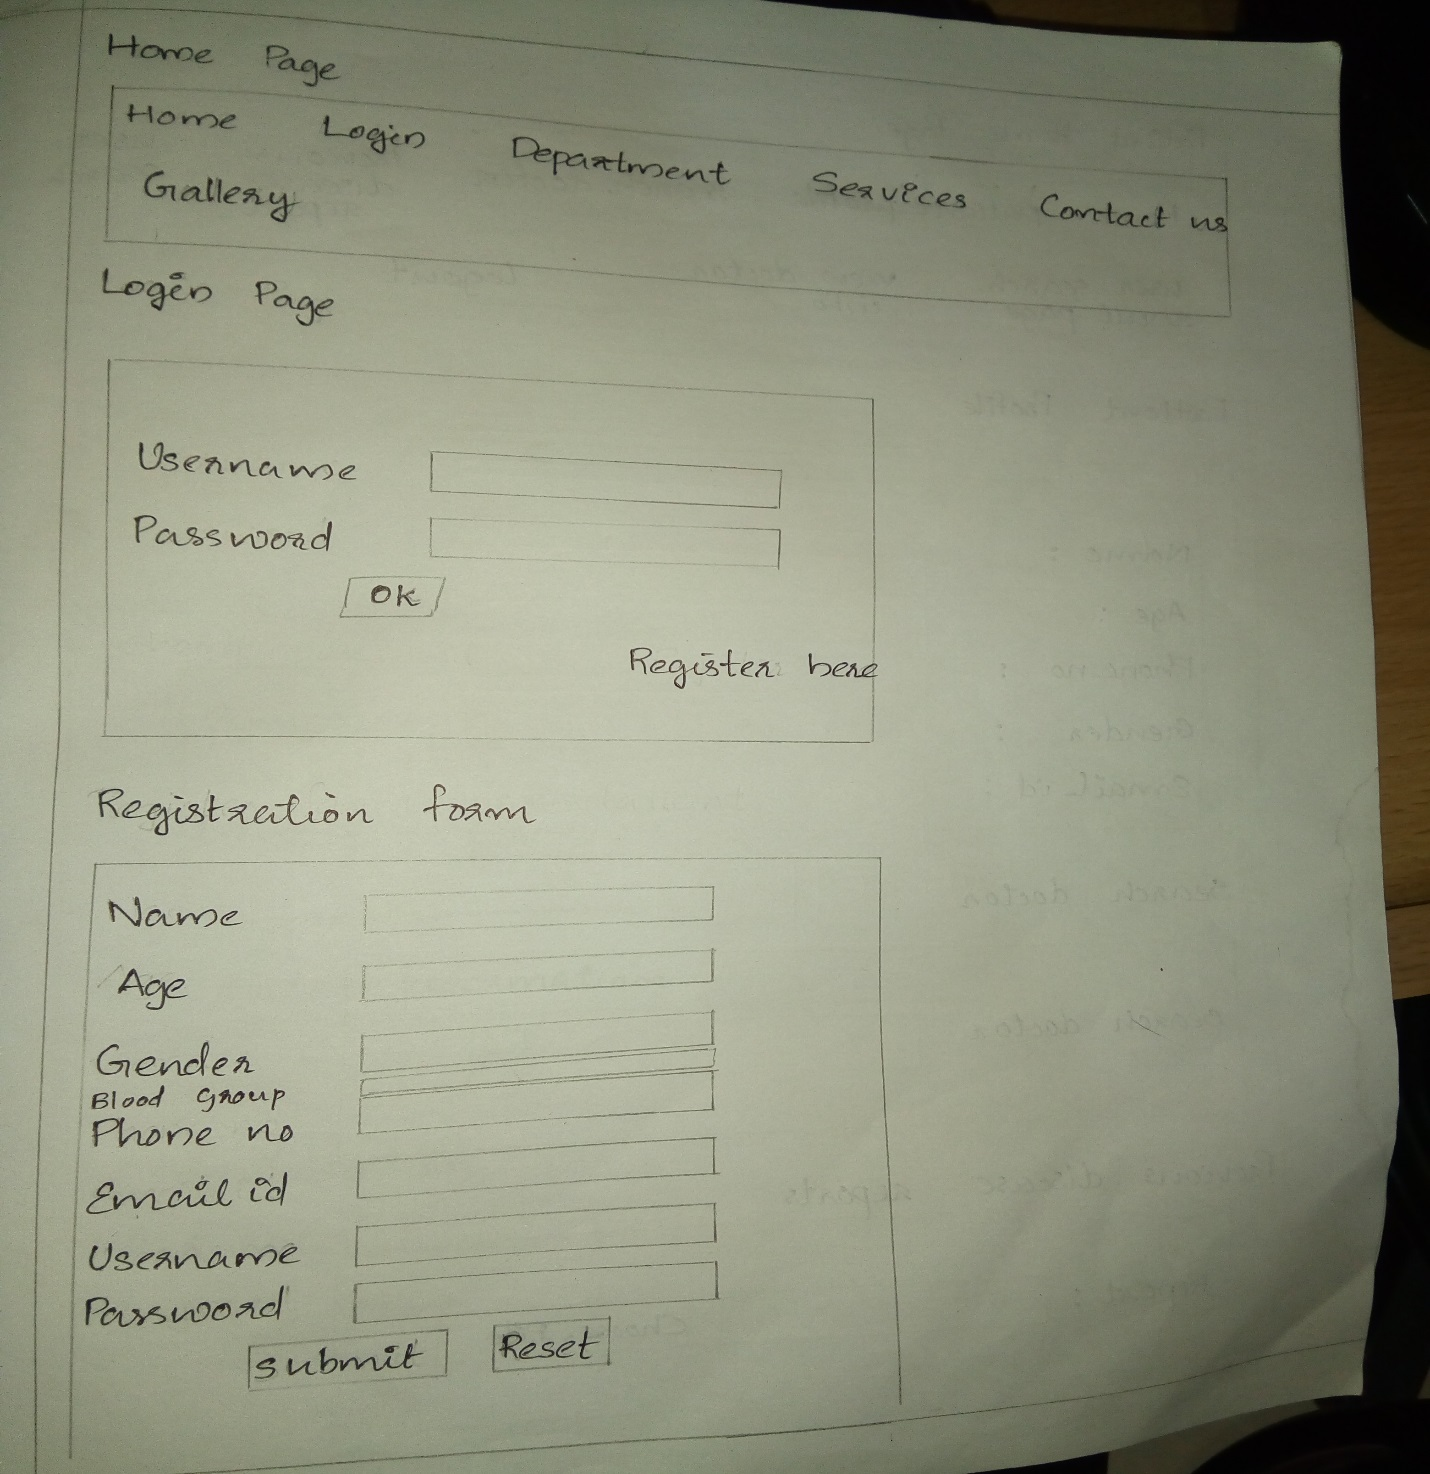 Home Page
Home Login Department Services Contact us
Gallery
Login Page
Username
Password
OK
Register here
Registration form
Name
Age
Gender
Blood Group
Phone no
Email id
Username
Password
submit Reset